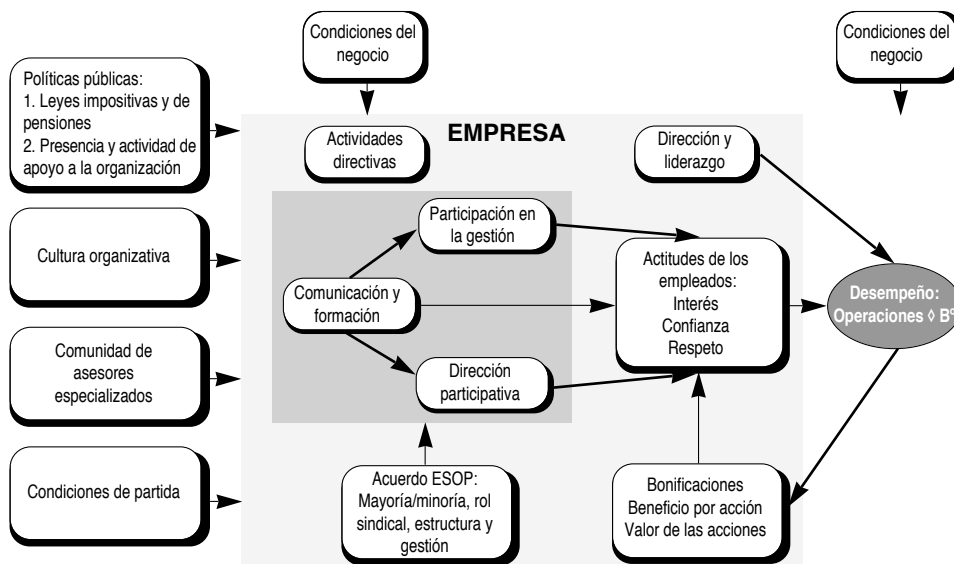 Condiciones del
negocio
Condiciones del
negocio
Políticas públicas:
1. Leyes impositivas y de
pensiones
2. Presencia y actividad de
apoyo a la organización
EMPRESA
Actividades
directivas
Dirección y
liderazgo
Participación en
la gestión
Cultura organizativa
Actitudes de los
empleados:
Interés
Confianza
Respeto
Comunicación y
formación
Desempeño:
Operaciones ◊ Bº
Comunidad de
asesores
especializados
Dirección
participativa
Condiciones de partida
Acuerdo ESOP:
Mayoría/minoría, rol
sindical, estructura y
gestión
Bonificaciones
Beneficio por acción
Valor de las acciones